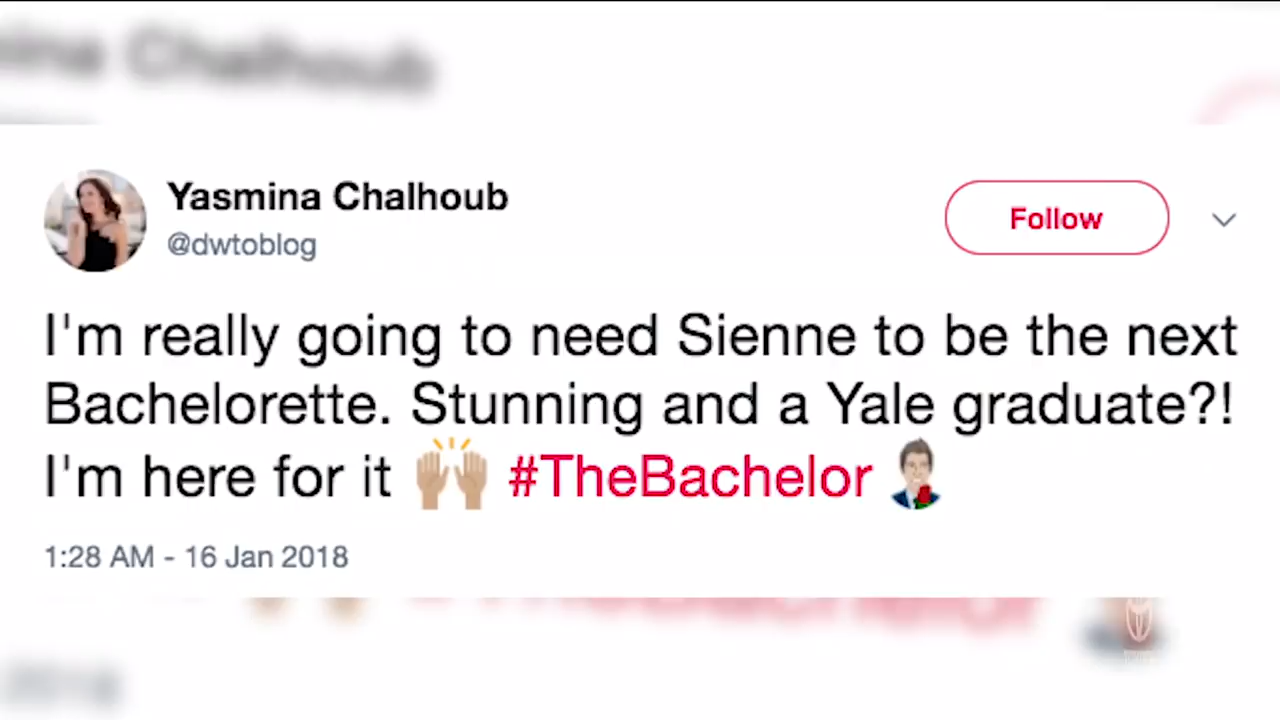 Yasmina Chalhoub
@dwtoblog
Follow
I'm really going to need Sienne to be the next
Bachelorette. Stunning and a Yale graduate?!
I'm here for it 🙌🏽 #TheBachelor
1:28 AM - 16 Jan 2018